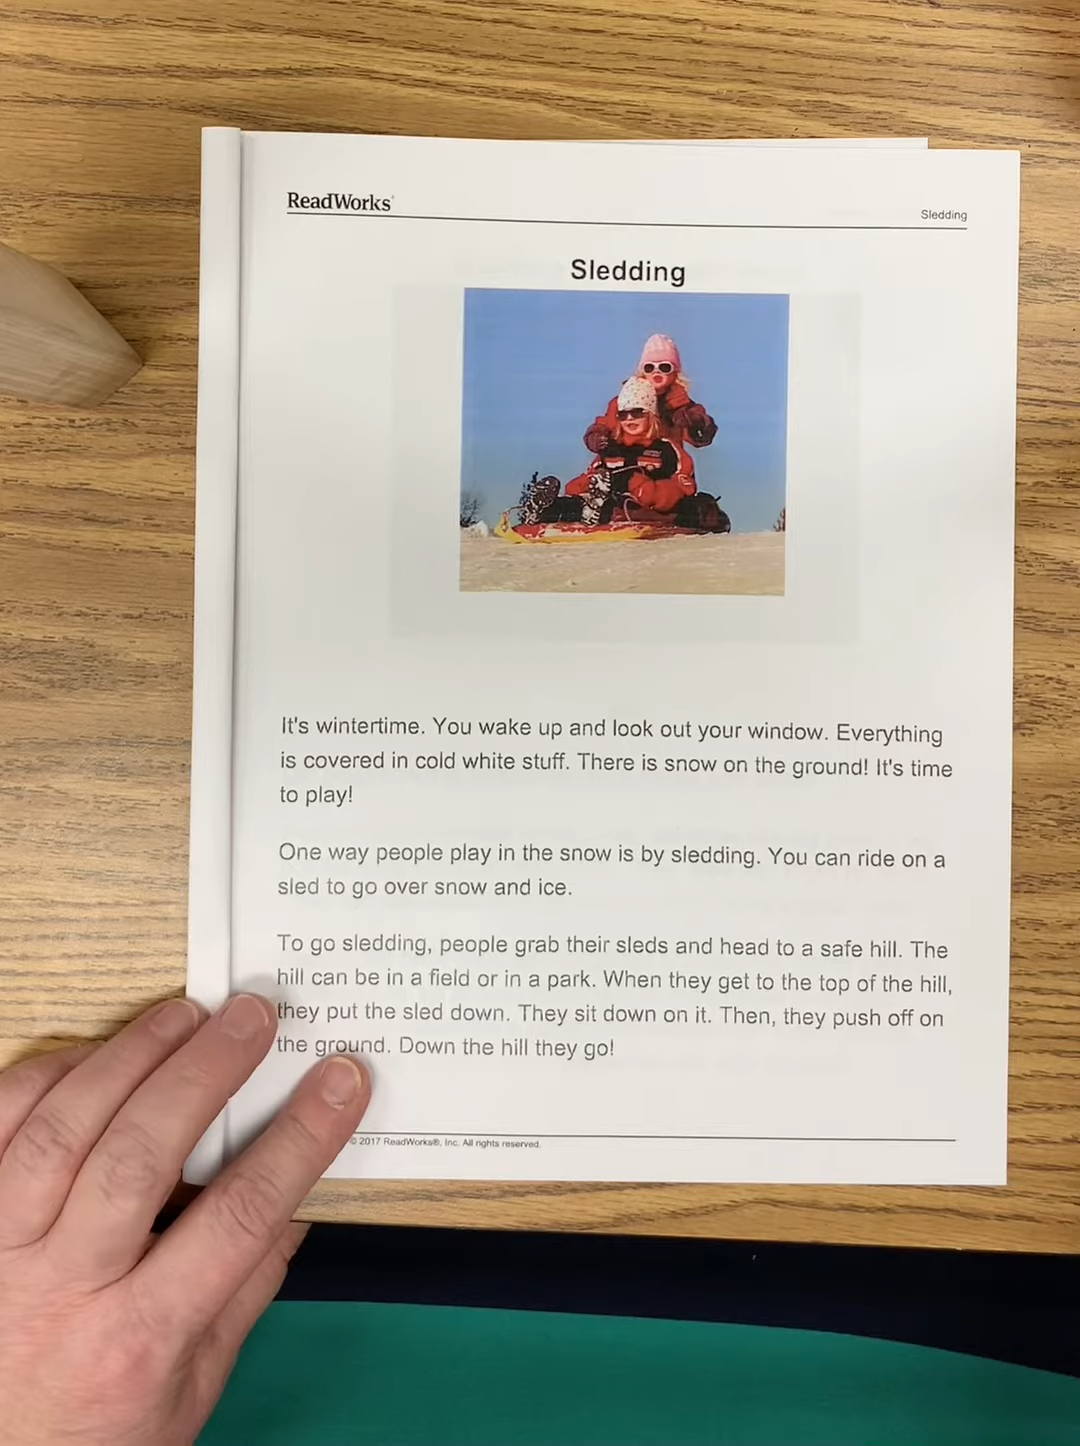 ReadWorks®
Sledding
Sledding
It's wintertime. You wake up and look out your window. Everything
is covered in cold white stuff. There is snow on the ground! It's time
to play!
One way people play in the snow is by sledding. You can ride on a
sled to go over snow and ice.
To go sledding, people grab their sleds and head to a safe hill. The
hill can be in a field or in a park. When they get to the top of the hill,
they put the sled down. They sit down on it. Then, they push off on
the ground. Down the hill they go!
© 2017 ReadWorks®, Inc. All rights reserved.